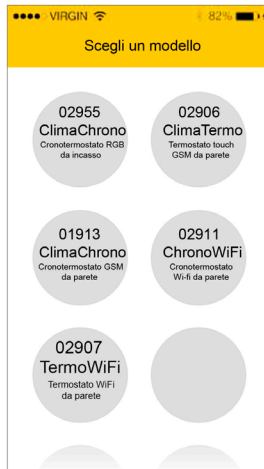 VIRGIN 82%
Scegli un modello
02955
ClimaChrono
Cronotermostato RGB
da incasso
02906
ClimaTermo
Termostato touch
GSM da parete
01913
ClimaChrono
Cronotermostato GSM
da parete
02911
ChronoWiFi
Cronotermostato
Wi-fi da parete
02907
TermoWiFi
Termostato WiFi
da parete